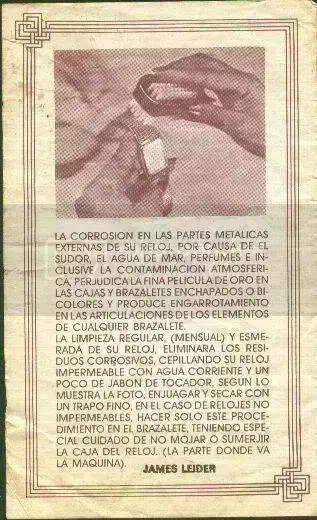 LA CORROSION EN LAS PARTES METALICAS
EXTERNAS DE SU RELOJ, POR CAUSA DE EL
SUDOR, EL AGUA DE MAR, PERFUMES E IN-
CLUSIVE LA CONTAMINACION ATMOSFERI-
CA, PERJUDICA LA FINA PELICULA DE ORO EN
LAS CAJAS Y BRAZALETES ENCHAPADOS O BI-
COLORES Y PRODUCE ENGARROTAMIENTO
EN LAS ARTICULACIONES DE LOS ELEMENTOS
DE CUALQUIER BRAZALETE.
LA LIMPIEZA REGULAR, (MENSUAL) Y ESME-
RADA DE SU RELOJ, ELIMINARA LOS RESI-
DUOS CORROSIVOS, CEPILLANDO SU RELOJ
IMPERMEABLE CON AGUA CORRIENTE Y UN
POCO DE JABON DE TOCADOR, SEGUN LO
MUESTRA LA FOTO, ENJUAGAR Y SECAR CON
UN TRAPO FINO, EN EL CASO DE RELOJES NO
IMPERMEABLES, HACER SOLO ESTE PROCE-
DIMIENTO EN EL BRAZALETE, TENIENDO ESPE-
CIAL CUIDADO DE NO MOJAR O SUMERJIR
LA CAJA DEL RELOJ. (LA PARTE DONDE VA
LA MAQUINA).
JAMES LEIDER